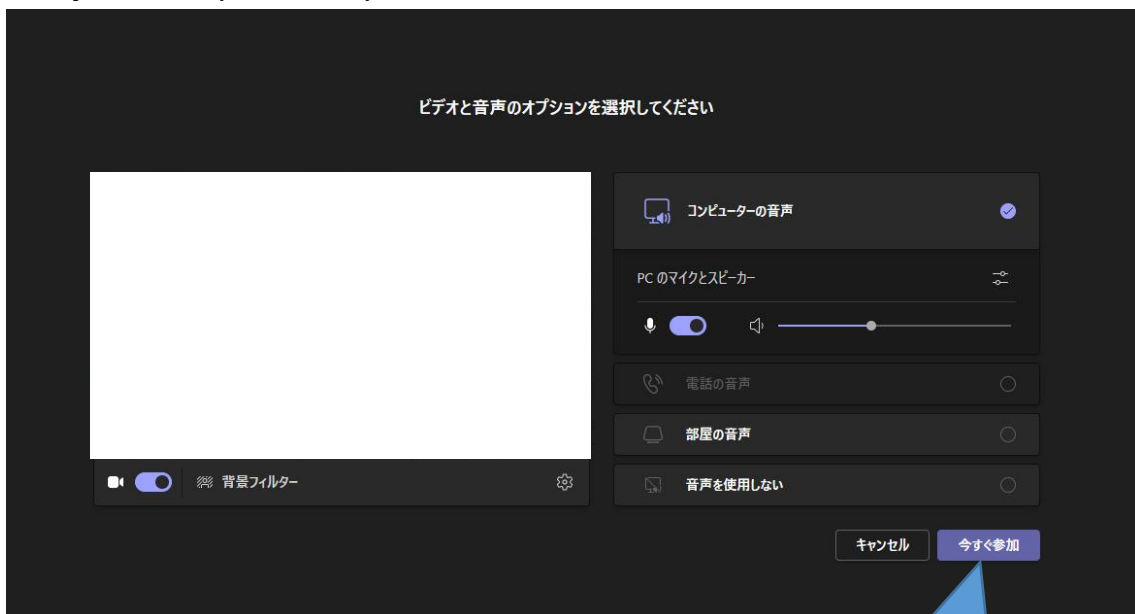 ビデオと音声のオプションを選択してください
コンピューターの音声
PC のマイクとスピーカー
電話の音声
部屋の音声
背景フィルター
音声を使用しない
キャンセル
今すぐ参加